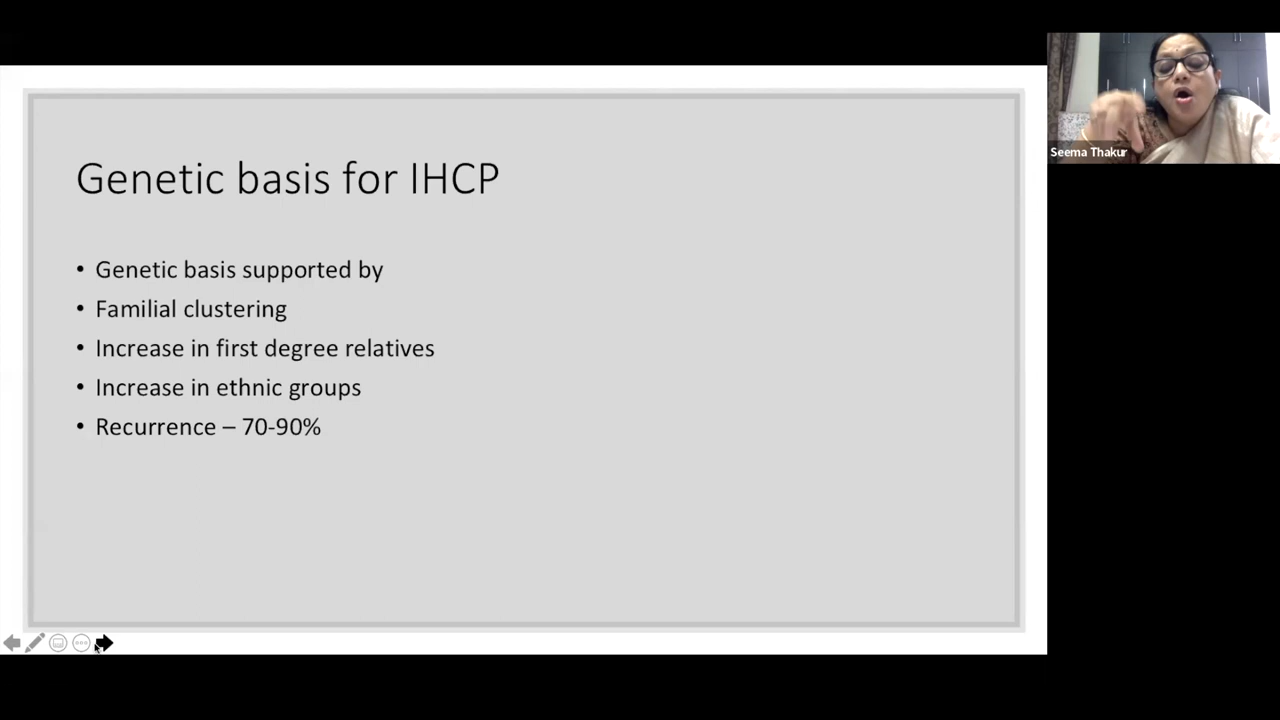 Genetic basis for IHCP
• Genetic basis supported by
• Familial clustering
• Increase in first degree relatives
• Increase in ethnic groups
• Recurrence – 70-90%
Seema Thakur